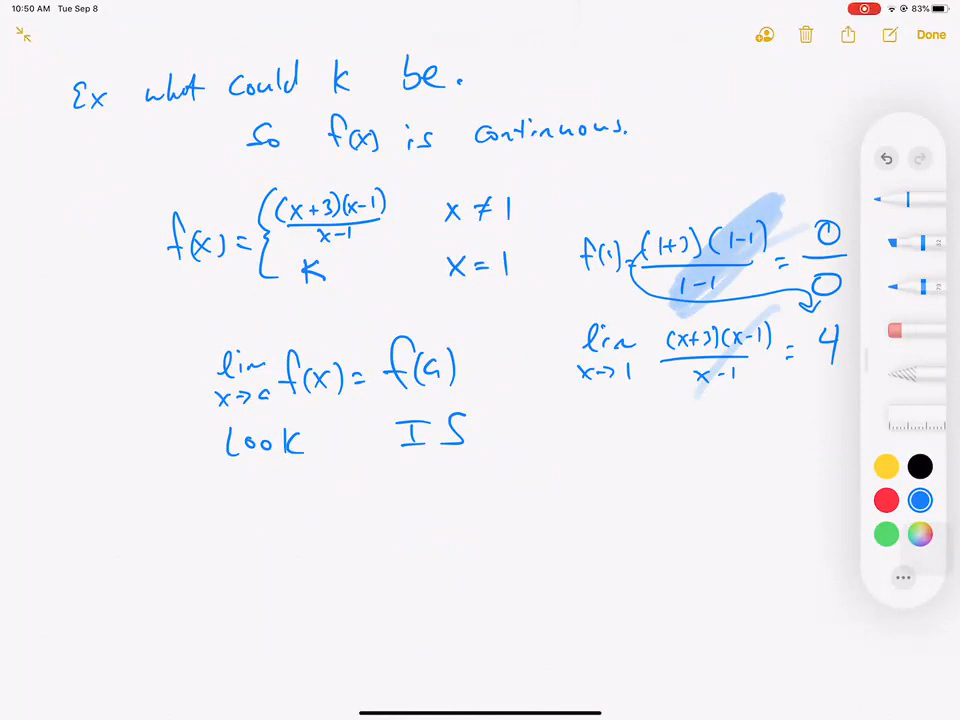 10:50 AM Tue Sep 8
83%
Done
Ex what could k be.
So f(x) is continuous.
f(x) = { (x+3)(x-1) / x-1 x ≠ 1
K x = 1
f(1) = (1+3)(1-1) / 1-1 = 0/0
lim x→1 (x+3)(x-1) / x-1 = 4
lim x→a f(x) = f(a)
LOOK IS